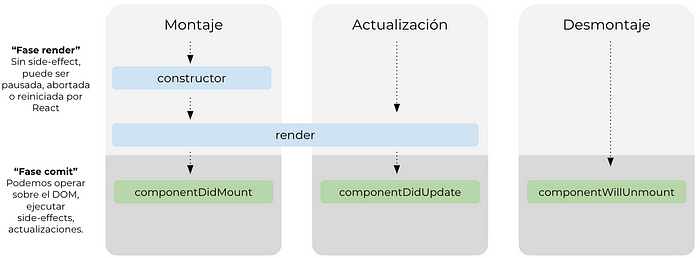 Montaje
Actualización
Desmontaje
“Fase render”
Sin side-effect,
puede ser
pausada, abortada
o reiniciada por
React
constructor
render
“Fase comit”
Podemos operar
sobre el DOM,
ejecutar
side-effects,
actualizaciones.
componentDidMount
componentDidUpdate
componentWillUnmount